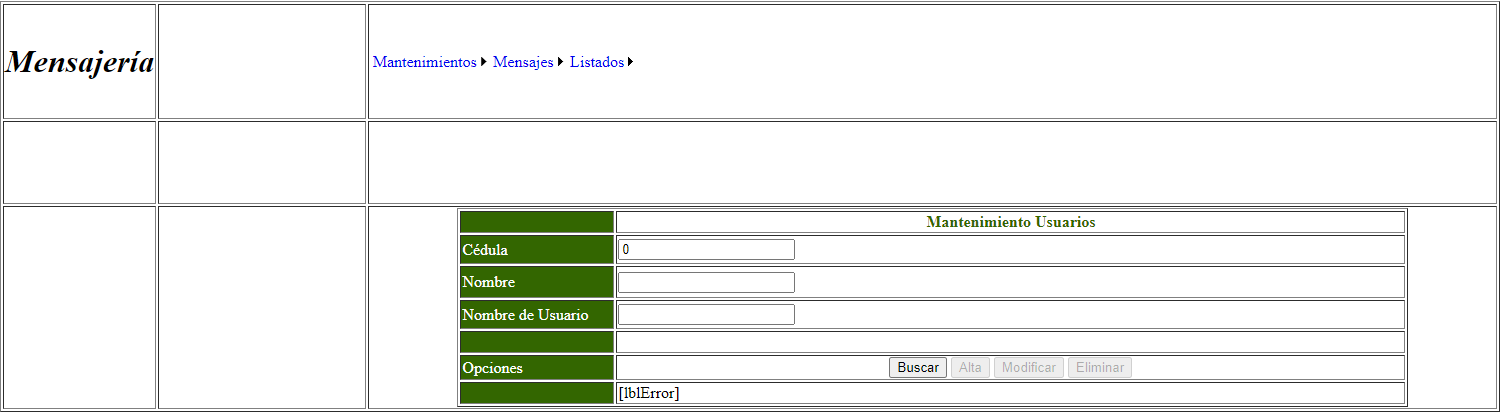 Mensajería
Mantenimientos Mensajes Listados
Mantenimiento Usuarios
Cédula 0
Nombre
Nombre de Usuario
Opciones Buscar Alta Modificar Eliminar
[lblError]